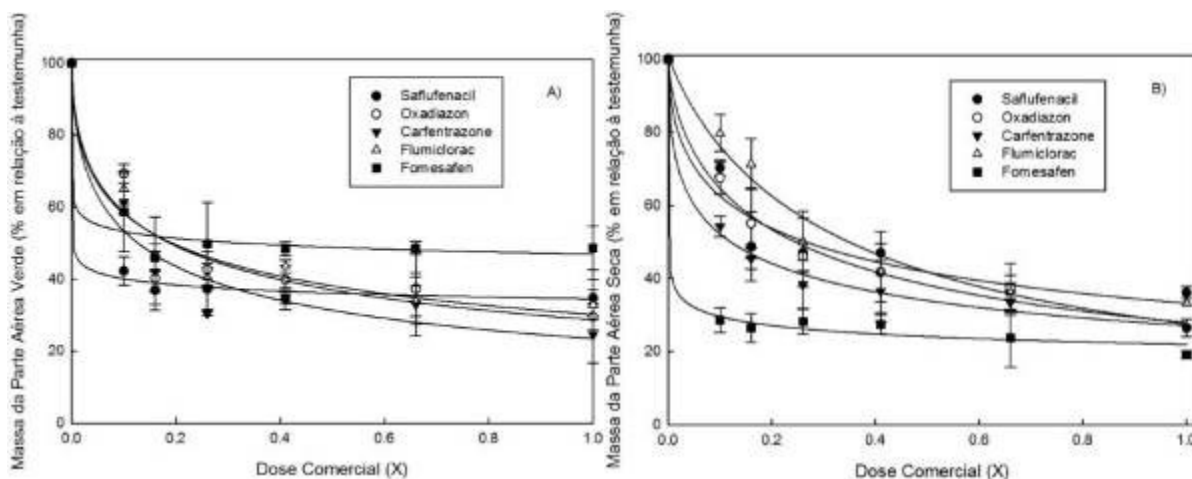 Massa da Parte Aérea Verde (% em relação à testemunha)
100
80
60
40
20
0
A)
Saflufenacil
Oxadiazon
Carfentrazone
Flumiclorac
Fomesafen
0.0 0.2 0.4 0.6 0.8 1.0
Dose Comercial (X)
Massa da Parte Aérea Seca (% em relação à testemunha)
100
80
60
40
20
0
B)
Saflufenacil
Oxadiazon
Carfentrazone
Flumiclorac
Fomesafen
0.0 0.2 0.4 0.6 0.8 1.0
Dose Comercial (X)